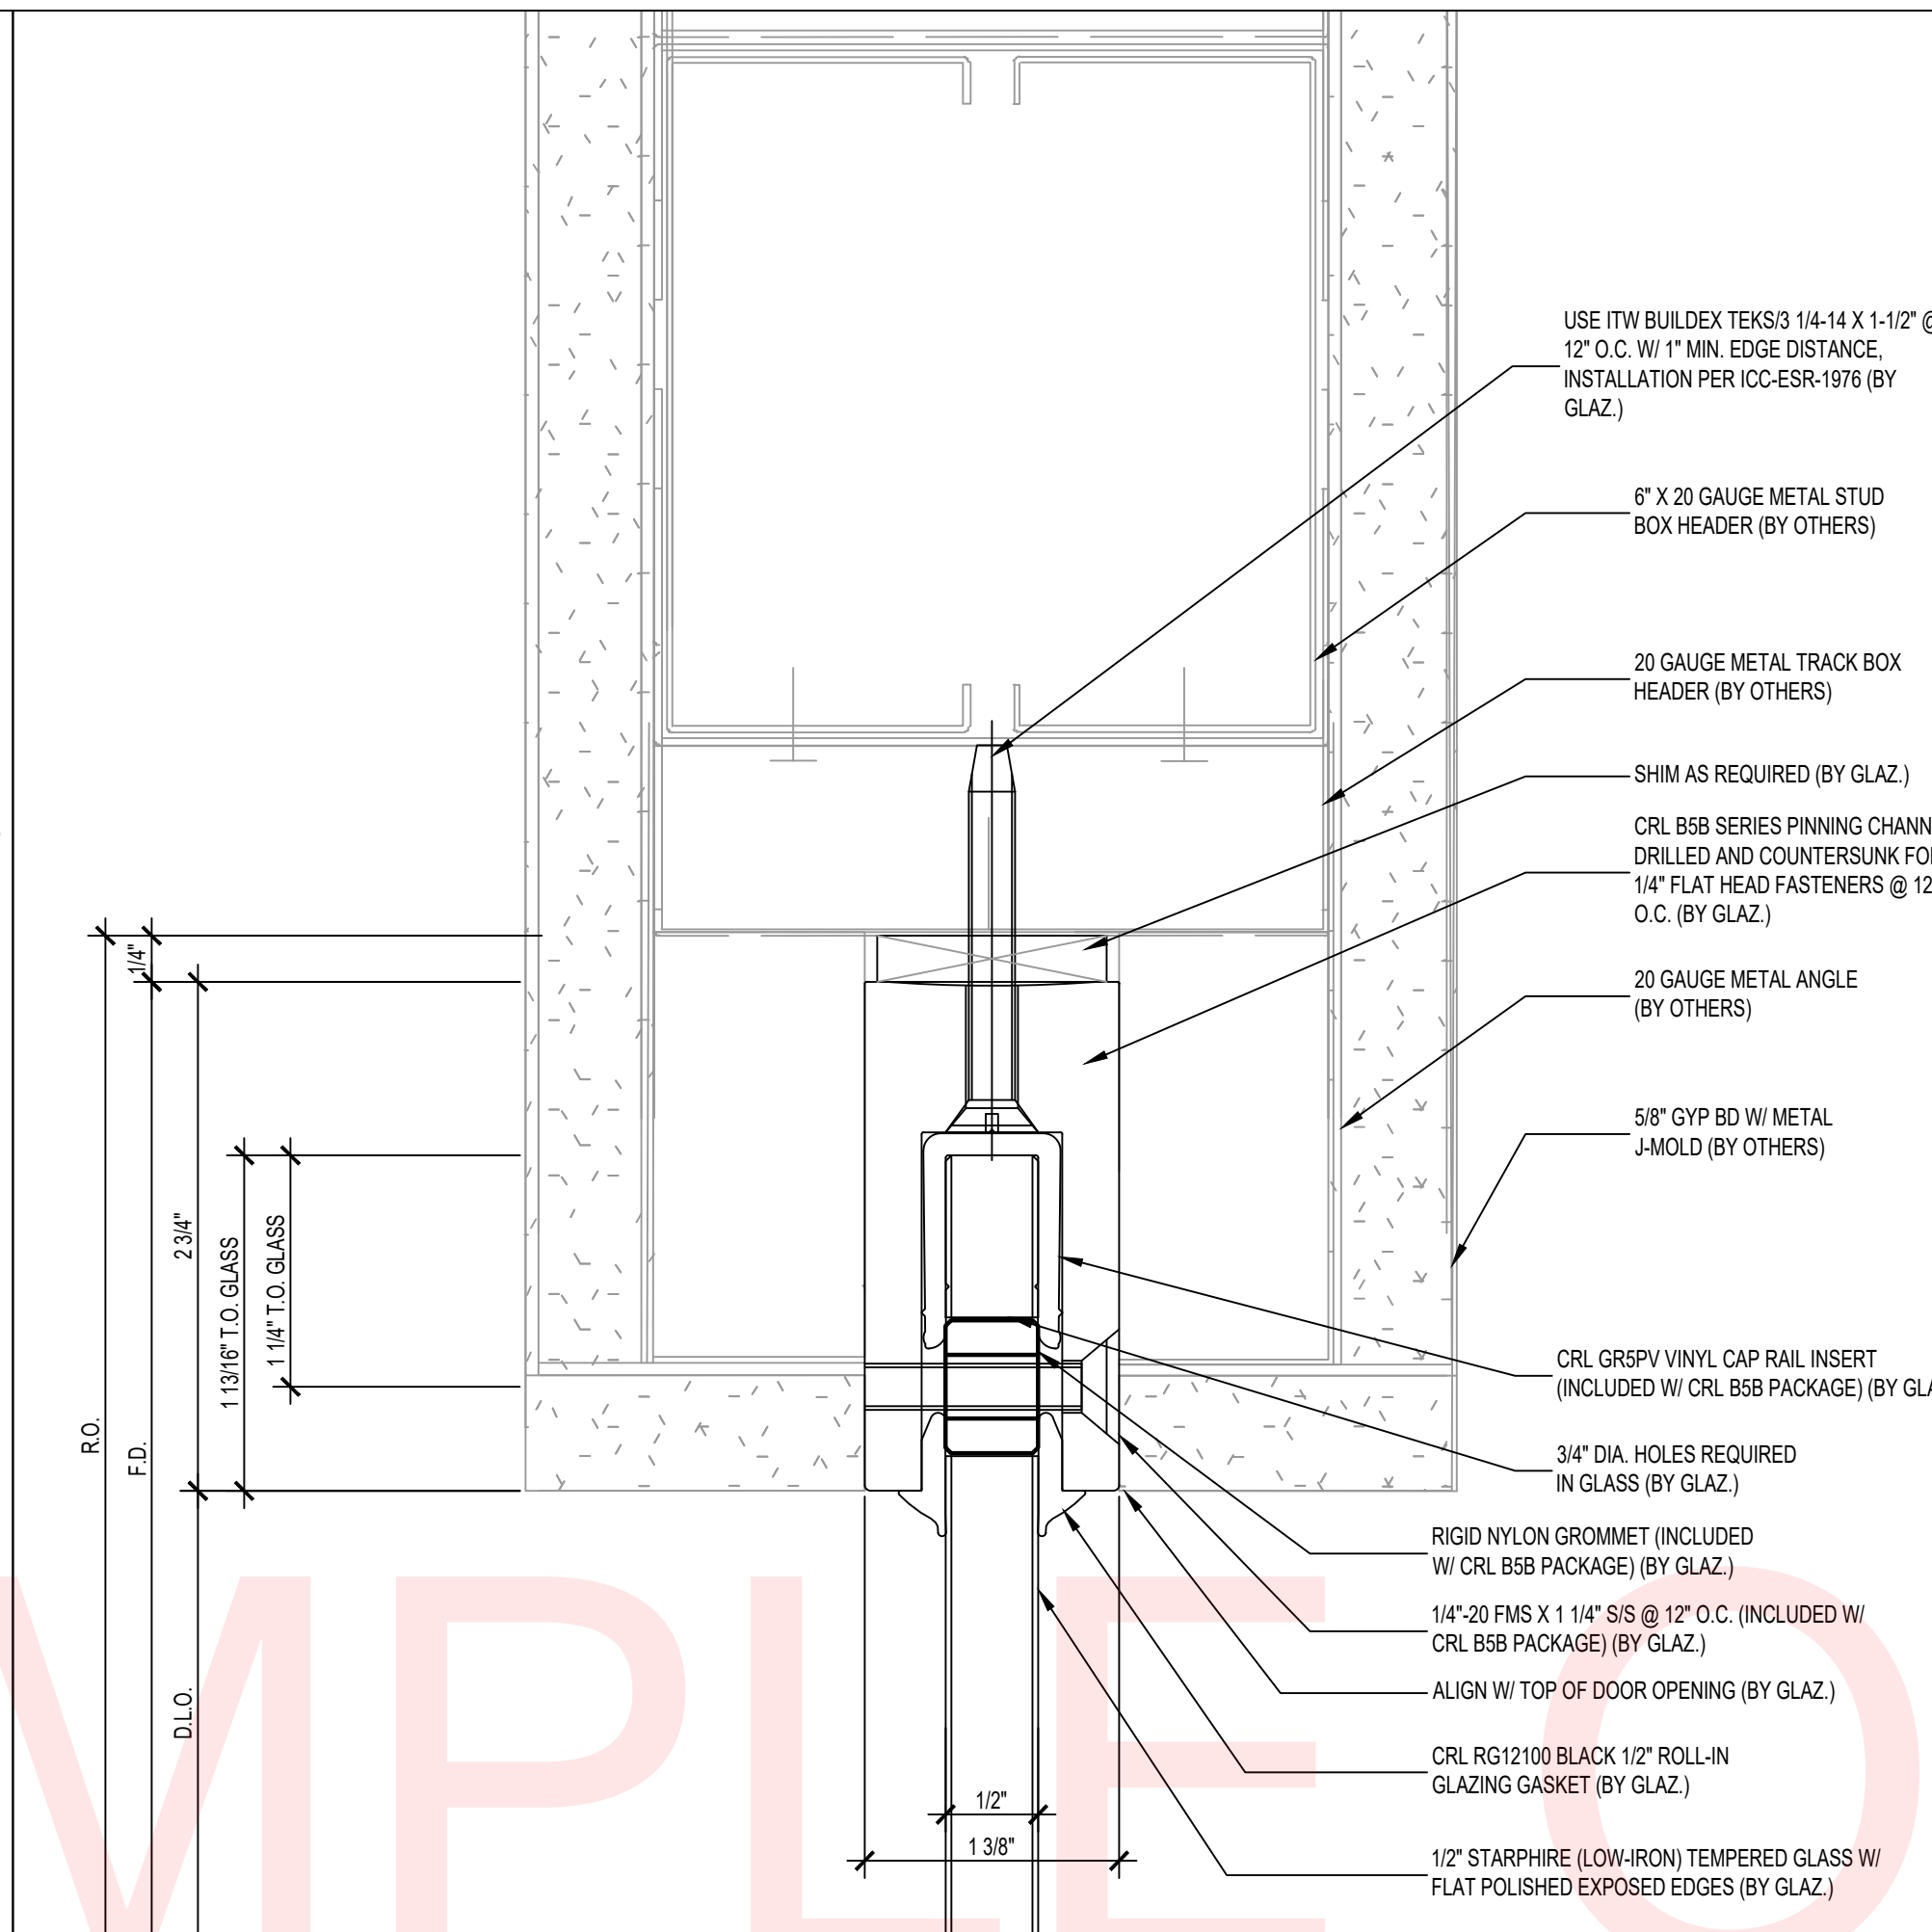 USE ITW BUILDEX TEKS/3 1/4-14 X 1-1/2" @
12" O.C. W/ 1" MIN. EDGE DISTANCE,
INSTALLATION PER ICC-ESR-1976 (BY
GLAZ.)
6" X 20 GAUGE METAL STUD
BOX HEADER (BY OTHERS)
20 GAUGE METAL TRACK BOX
HEADER (BY OTHERS)
SHIM AS REQUIRED (BY GLAZ.)
CRL B5B SERIES PINNING
DRILLED AND COUNTERSUNK
1/4" FLAT HEAD FASTENERS @ 12
O.C. (BY GLAZ.)
20 GAUGE METAL ANGLE
(BY OTHERS)
5/8" GYP BD W/ METAL
J-MOLD (BY OTHERS)
CRL GR5PV VINYL CAP RAIL INSERT
(INCLUDED W/ CRL B5B PACKAGE) (BY
3/4" DIA. HOLES REQUIRED
IN GLASS (BY GLAZ.)
RIGID NYLON GROMMET (INCLUDED
W/ CRL B5B PACKAGE) (BY GLAZ.)
1/4"-20 FMS X 1 1/4" S/S @ 12" O.C. (INCLUDED W/
CRL B5B PACKAGE) (BY GLAZ.)
ALIGN W/ TOP OF DOOR OPENING (BY GLAZ.)
CRL RG12100 BLACK 1/2" ROLL-IN
GLAZING GASKET (BY GLAZ.)
1/2" STARPHIRE (LOW-IRON) TEMPERED GLASS W/
FLAT POLISHED EXPOSED EDGES (BY GLAZ.)
R.O.
1/4"
F.D.
2 3/4"
D.L.O.
1 13/16" T.O. GLASS
1 1/4" T.O. GLASS
1/2"
1 3/8"
MPLE O